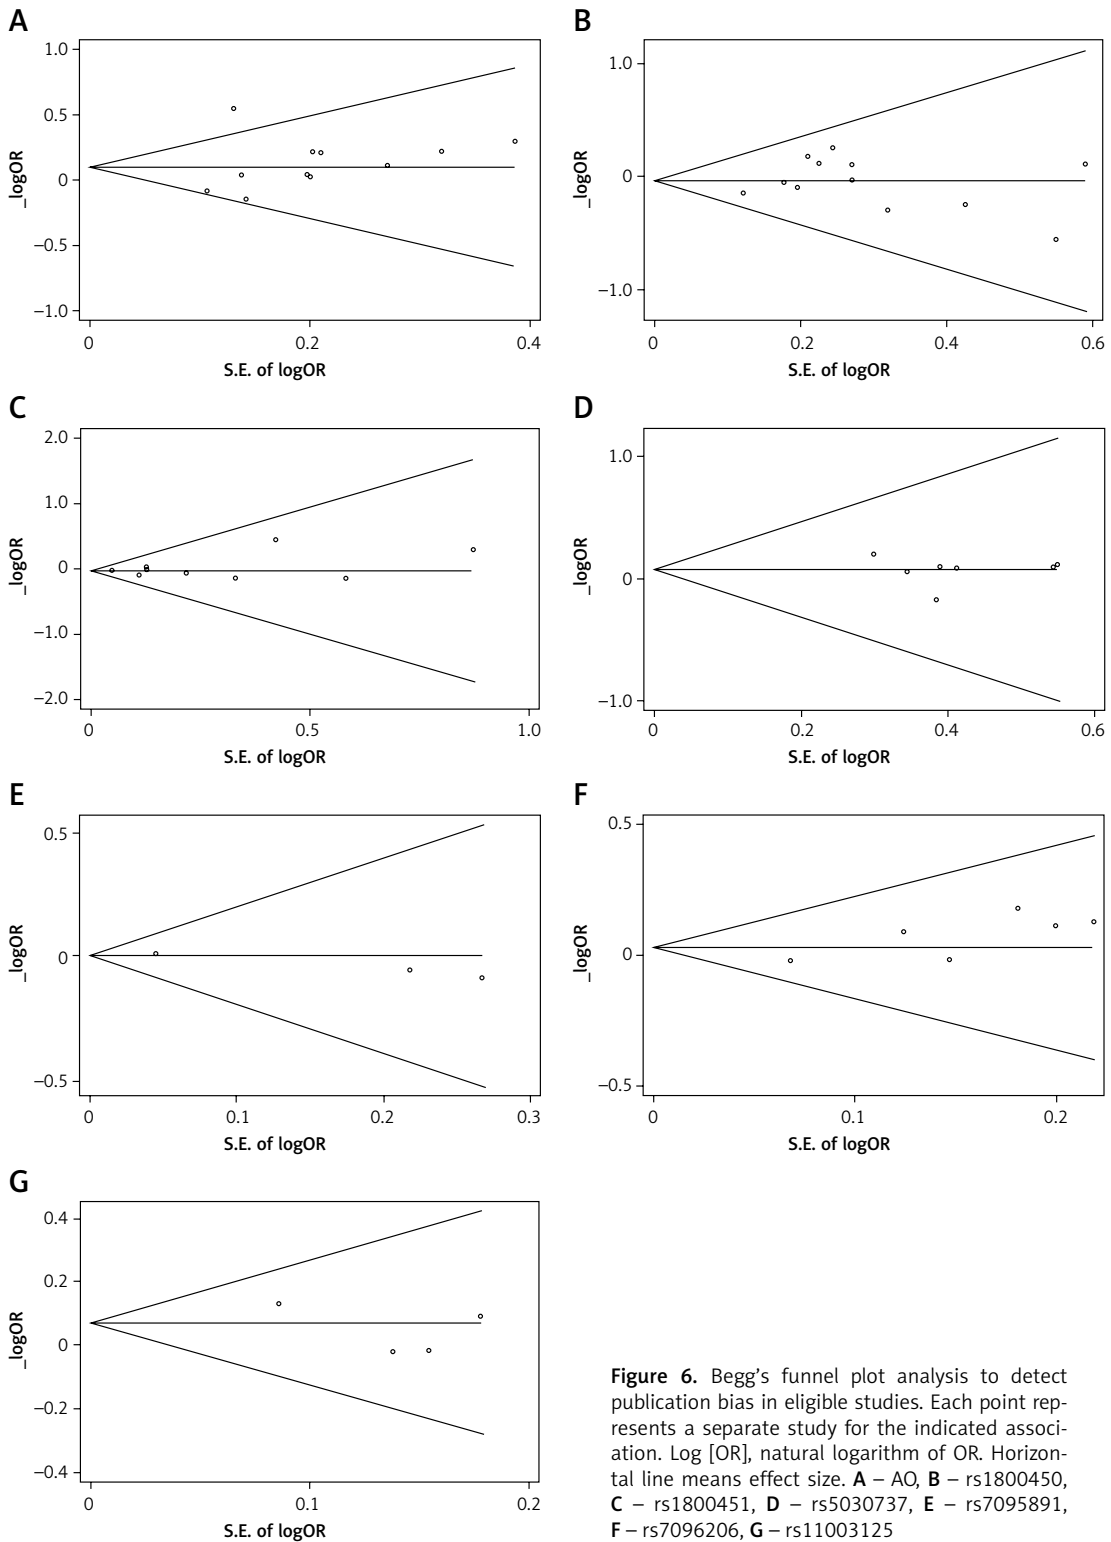 A
1.0
0.5
0
–0.5
–1.0
_logOR
0
0.2
0.4
S.E. of logOR
B
1.0
0
–1.0
_logOR
0
0.2
0.4
0.6
S.E. of logOR
C
2.0
1.0
0
–1.0
–2.0
_logOR
0
0.5
1.0
S.E. of logOR
D
1.0
0
–1.0
_logOR
0
0.2
0.4
0.6
S.E. of logOR
E
0.5
0
–0.5
_logOR
0
0.1
0.2
0.3
S.E. of logOR
F
0.5
0
–0.5
_logOR
0
0.1
0.2
S.E. of logOR
G
0.4
0.2
0
–0.2
–0.4
_logOR
0
0.1
0.2
S.E. of logOR
Figure 6. Begg's funnel plot analysis to detect
publication bias in eligible studies. Each point rep-
resents a separate study for the indicated associ-
ation. Log [OR], natural logarithm of OR. Horizon-
tal line means effect size. A – AO, B – rs1800450,
C – rs1800451, D – rs5030737, E – rs7095891,
F – rs7096206, G – rs11003125